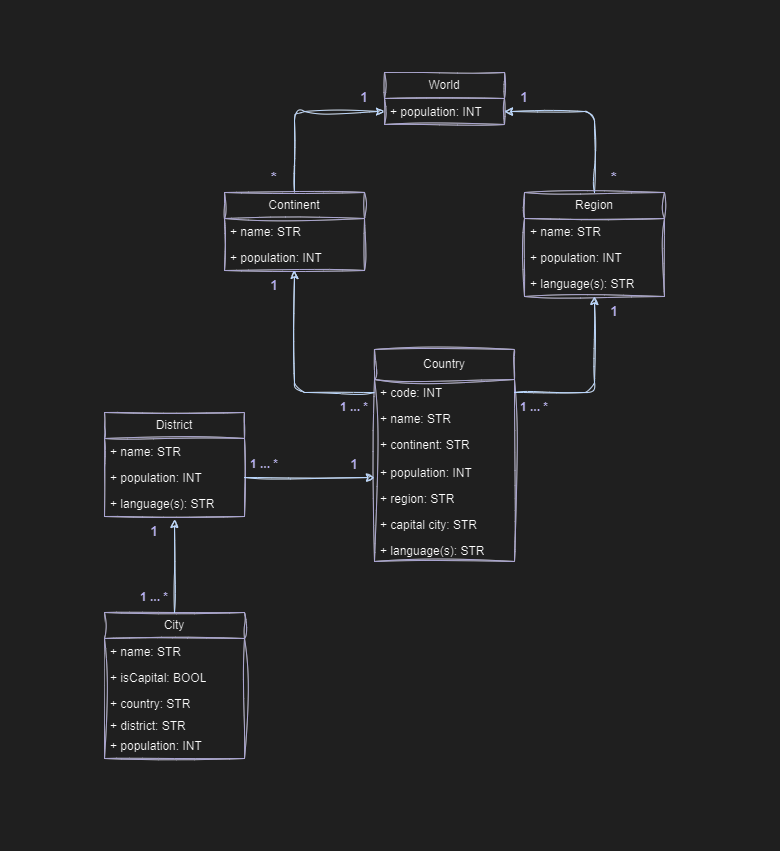 World
+ population: INT
1
1
*
*
Continent
+ name: STR
+ population: INT
1
Region
+ name: STR
+ population: INT
+ language(s): STR
1
Country
+ code: INT
+ name: STR
+ continent: STR
+ population: INT
+ region: STR
+ capital city: STR
+ language(s): STR
1 ... *
1 ... *
District
+ name: STR
+ population: INT
+ language(s): STR
1 ... *
1
1
1 ... *
City
+ name: STR
+ isCapital: BOOL
+ country: STR
+ district: STR
+ population: INT